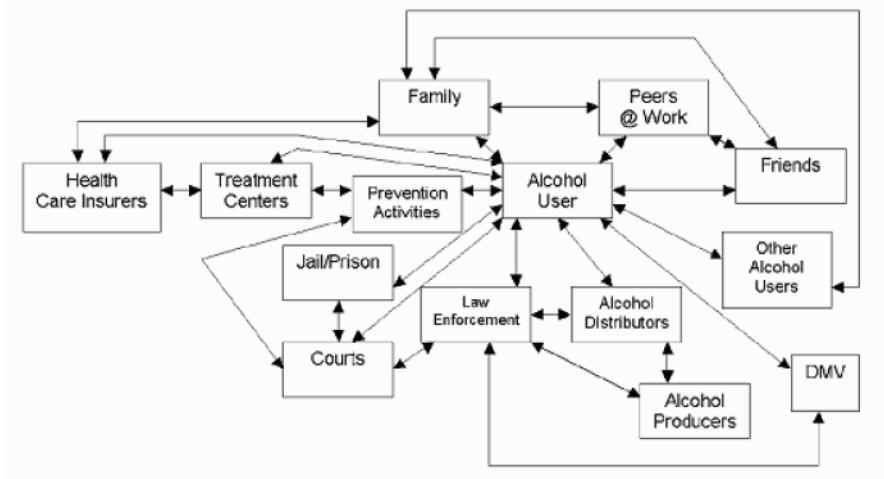 Family
Peers
@ Work
Friends
Health
Care Insurers
Treatment
Centers
Prevention
Activities
Alcohol
User
Other
Alcohol
Users
Jail/Prison
Law
Enforcement
Alcohol
Distributors
Courts
DMV
Alcohol
Producers